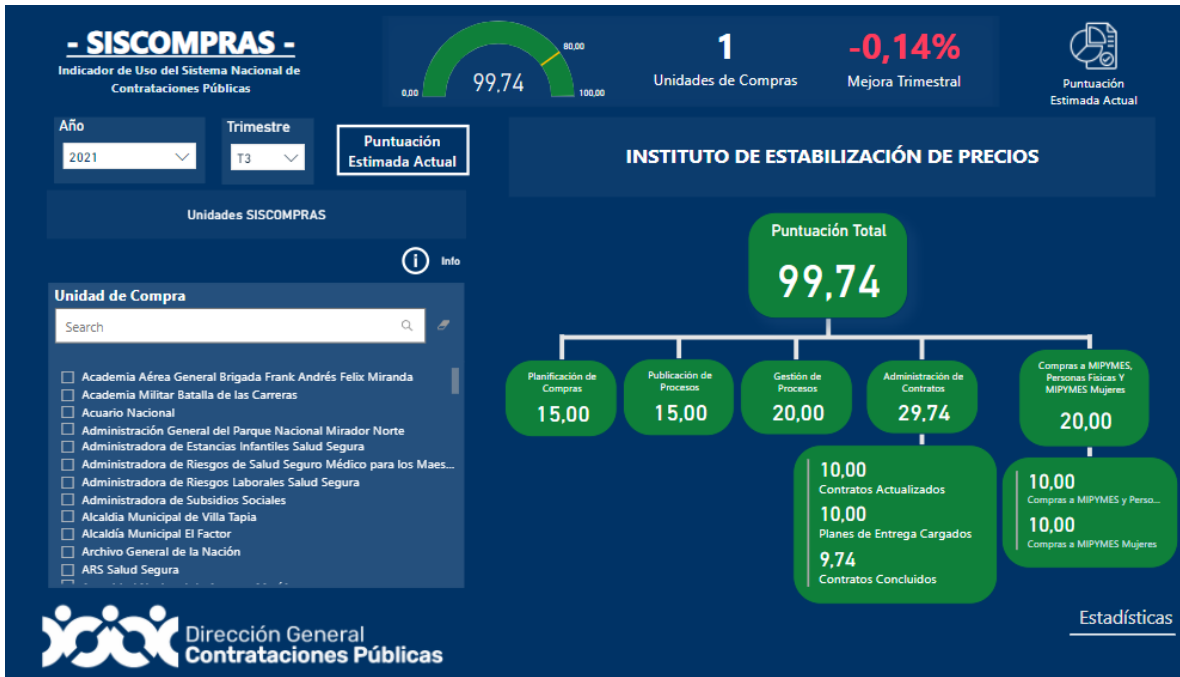 - SISCOMPRAS -
Indicador de Uso del Sistema Nacional de
Contrataciones Públicas
0,00
99,74
80,00
100,00
1
Unidades de Compras
-0,14%
Mejora Trimestral
Puntuación
Estimada Actual
Año
2021
Trimestre
T3
Puntuación
Estimada Actual
INSTITUTO DE ESTABILIZACIÓN DE PRECIOS
Unidades SISCOMPRAS
Info
Unidad de Compra
Search
Academia Aérea General Brigada Frank Andrés Felix Miranda
Academia Militar Batalla de las Carreras
Acuario Nacional
Administración General del Parque Nacional Mirador Norte
Administradora de Estancias Infantiles Salud Segura
Administradora de Riesgos de Salud Seguro Médico para los Maes...
Administradora de Riesgos Laborales Salud Segura
Administradora de Subsidios Sociales
Alcaldia Municipal de Villa Tapia
Alcaldía Municipal El Factor
Archivo General de la Nación
ARS Salud Segura
Puntuación Total
99,74
Planificación de
Compras
15,00
Publicación de
Procesos
15,00
Gestión de
Procesos
20,00
Administración de
Contratos
29,74
Compras a MIPYMES,
Personas Fisicas Y
MIPYMES Mujeres
20,00
10,00
Contratos Actualizados
10,00
Planes de Entrega Cargados
9,74
Contratos Concluidos
10,00
Compras a MIPYMES y Perso...
10,00
Compras a MIPYMES Mujeres
Dirección General
Contrataciones Públicas
Estadísticas